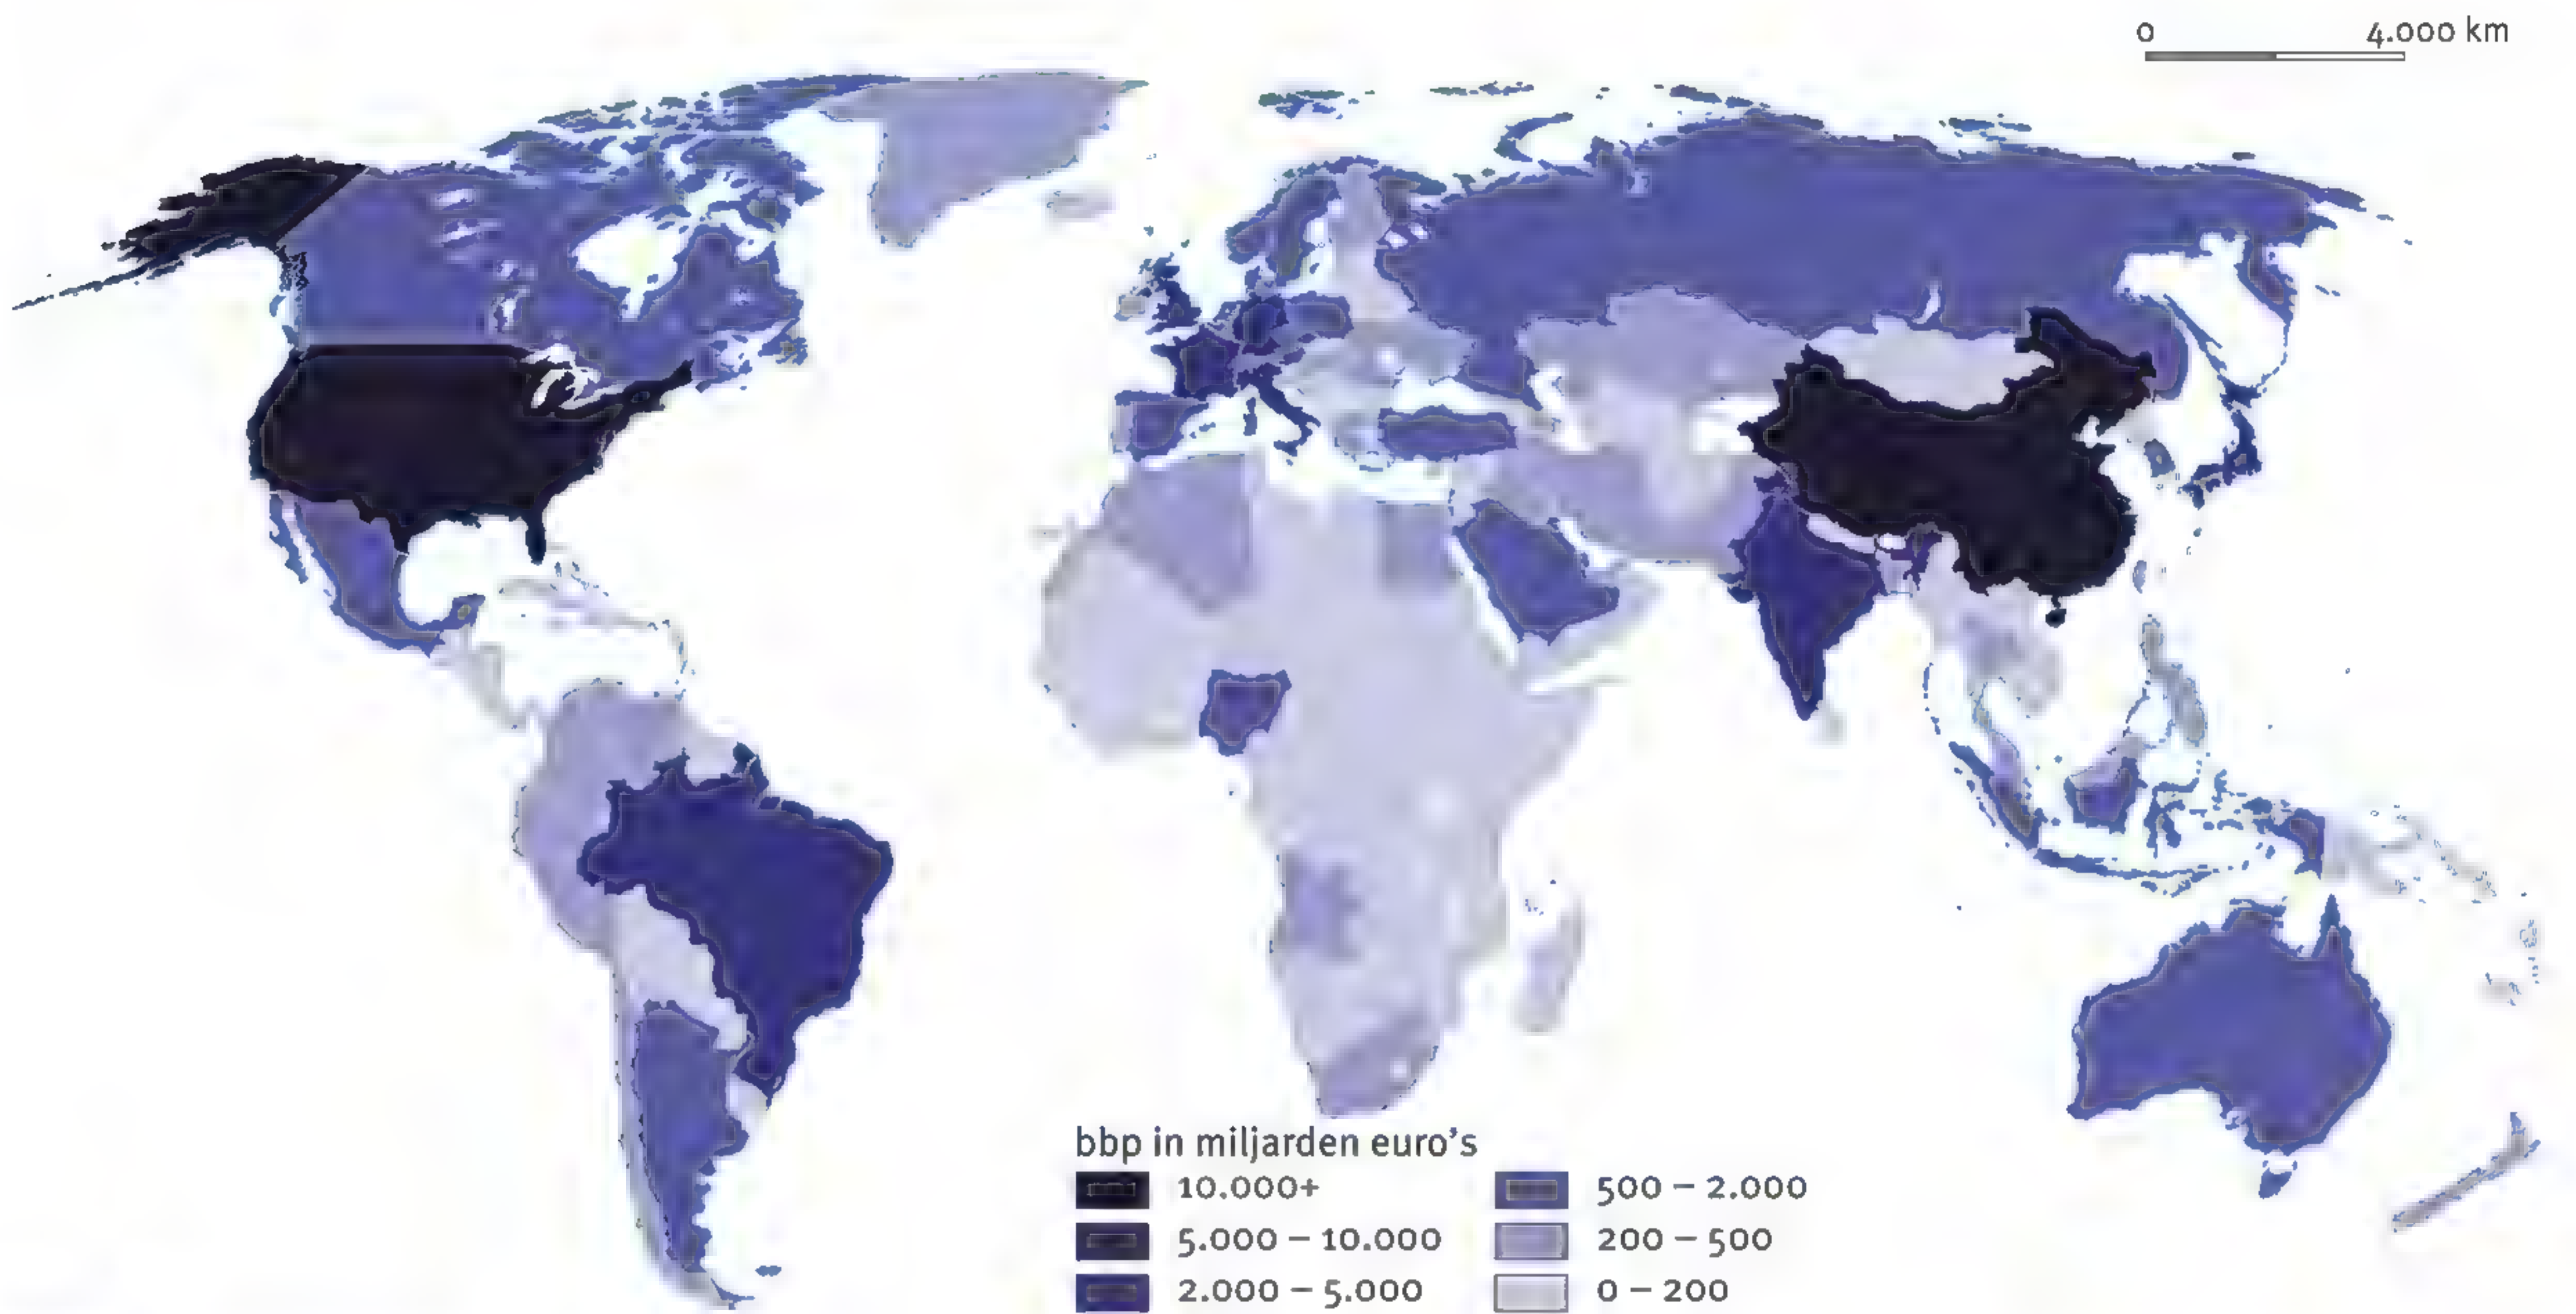 0 4.000 km
bbp in miljarden euro's
10.000+
5.000 – 10.000
2.000 – 5.000
500 – 2.000
200 – 500
0 – 200